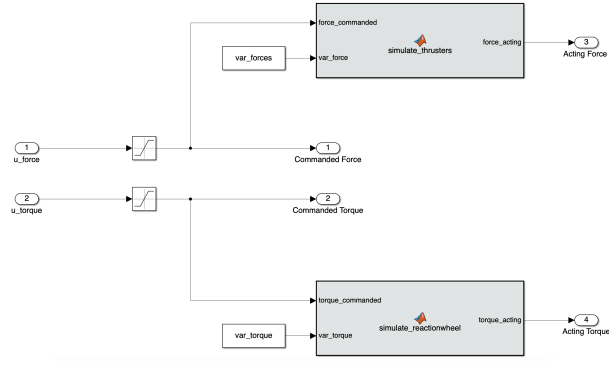 force_commanded
simulate_thrusters
force_acting
3
Acting Force
var_forces
var_force
1
u_force
1
Commanded Force
2
u_torque
2
Commanded Torque
torque_commanded
simulate_reactionwheel
torque_acting
4
Acting Torque
var_torque
var_torque